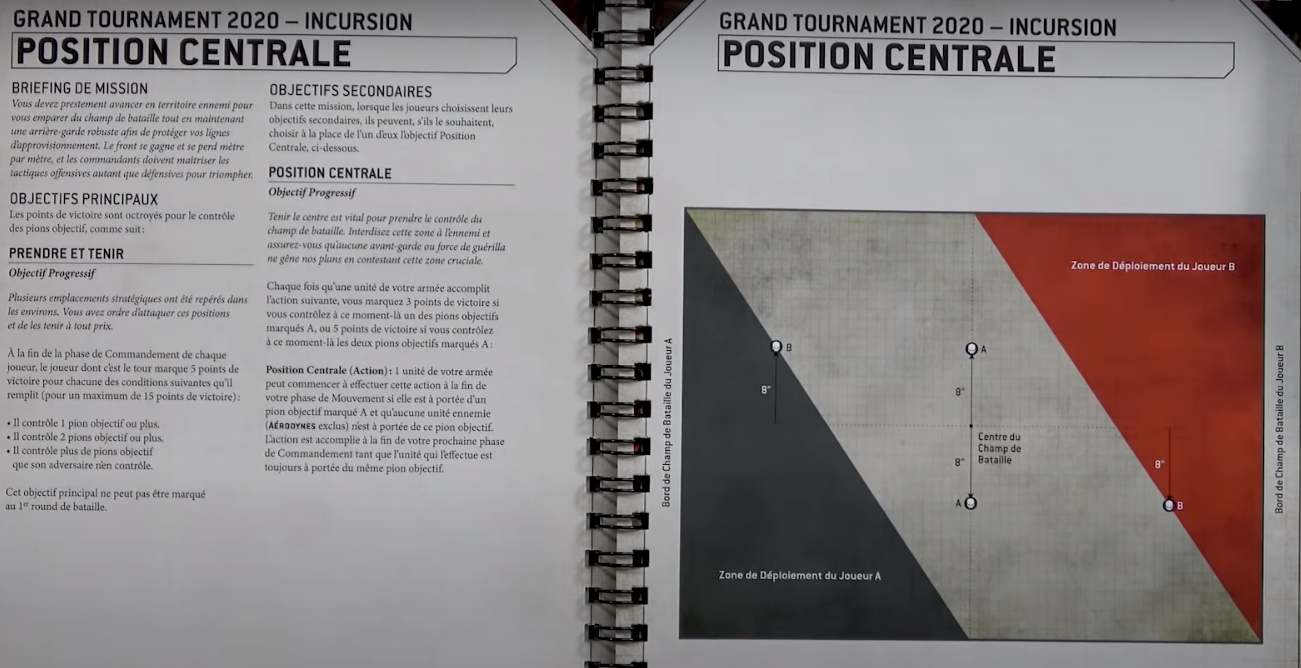 GRAND TOURNAMENT 2020 – INCURSION
POSITION CENTRALE
BRIEFING DE MISSION
Vous devez prestement avancer en territoire ennemi pour
vous emparer du champ de bataille tout en maintenant
une arrière-garde robuste afin de protéger vos lignes
d'approvisionnement. Le front se gagne et se perd mètre
par mètre, et les commandants doivent maîtriser les
tactiques offensives autant que défensives pour triompher.
OBJECTIFS PRINCIPAUX
Les points de victoire sont octroyés pour le contrôle
des pions objectif, comme suit :
PRENDRE ET TENIR
Objectif Progressif
Plusieurs emplacements stratégiques ont été repérés dans
les environs. Vous avez ordre d'attaquer ces positions
et de les tenir à tout prix.
À la fin de la phase de Commandement de chaque
joueur, le joueur dont c'est le tour marque 5 points de
victoire pour chacune des conditions suivantes qu'il
remplit (pour un maximum de 15 points de victoire) :
• Il contrôle 1 pion objectif ou plus.
• Il contrôle 2 pions objectif ou plus.
• Il contrôle plus de pions objectif
que son adversaire n'en contrôle.
Cet objectif principal ne peut pas être marqué
au 1er round de bataille.
OBJECTIFS SECONDAIRES
Dans cette mission, lorsque les joueurs choisissent leurs
objectifs secondaires, ils peuvent, s'ils le souhaitent,
choisir à la place de l'un d'eux l'objectif Position
Centrale, ci-dessous.
POSITION CENTRALE
Objectif Progressif
Tenir le centre est vital pour prendre le contrôle du
champ de bataille. Interdisez cette zone à l'ennemi et
assurez-vous qu'aucune avant-garde ou force de guérilla
ne gêne nos plans en contestant cette zone cruciale.
Chaque fois qu'une unité de votre armée accomplit
l'action suivante, vous marquez 3 points de victoire si
vous contrôlez à ce moment-là un des pions objectifs
marqués A, ou 5 points de victoire si vous contrôlez
à ce moment-là les deux pions objectifs marqués A :
Position Centrale (Action) : 1 unité de votre armée
peut commencer à effectuer cette action à la fin de
votre phase de Mouvement si elle est à portée d'un
pion objectif marqué A et qu'aucune unité ennemie
(AÉRODYNES exclus) n'est à portée de ce pion objectif.
L'action est accomplie à la fin de votre prochaine phase
de Commandement tant que l'unité qui l'effectue est
toujours à portée du même pion objectif.
GRAND TOURNAMENT 2020 – INCURSION
POSITION CENTRALE
Bord de Champ de Bataille du Joueur A
Zone de Déploiement du Joueur B
B
A
8"
8"
Centre du
Champ de
Bataille
8"
8"
A
B
Zone de Déploiement du Joueur A
Bord de Champ de Bataille du Joueur B